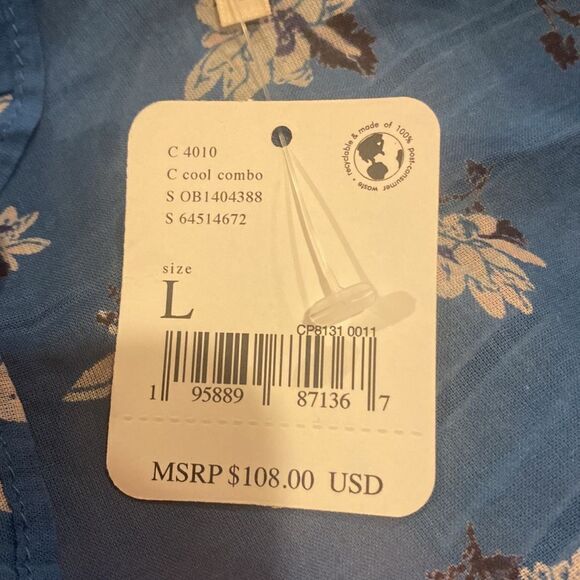 C 4010
C cool combo
S OB1404388
S 64514672
recyclable & made of 100% post-consumer waste •
size
L
CP8131 0011
1 95889 87136 7
MSRP $108.00 USD